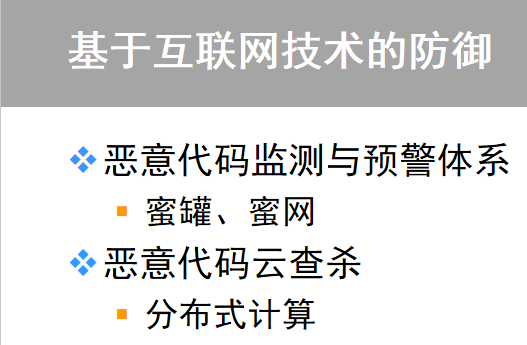 基于互联网技术的防御
恶意代码监测与预警体系
蜜罐、蜜网
恶意代码云查杀
分布式计算